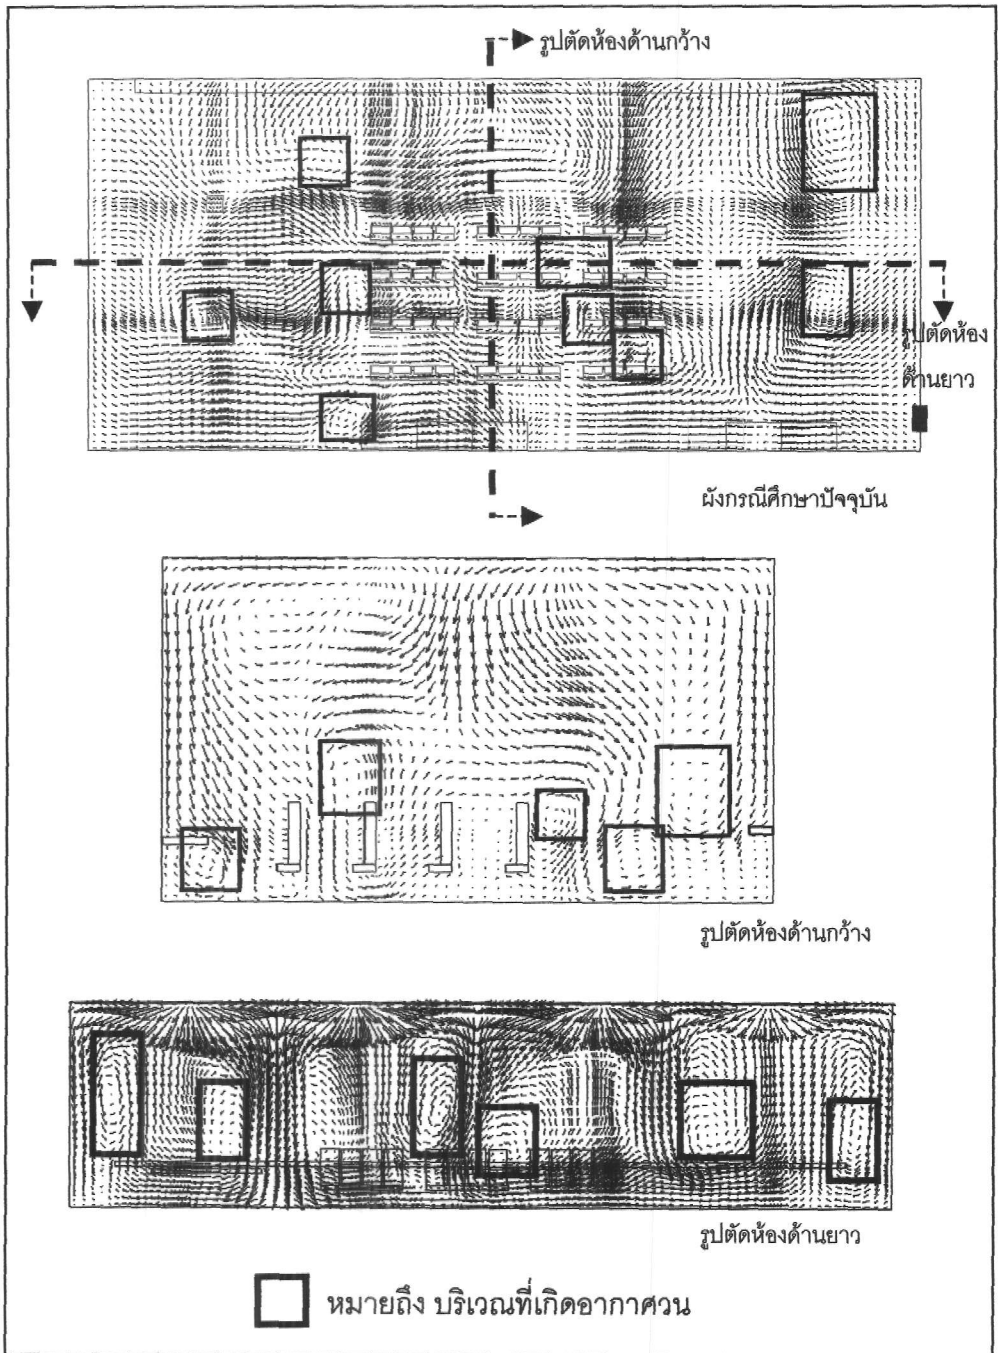 รูปตัดห้องด้านกว้าง
รูปตัดห้อง
ด้านยาว
ผังกรณีศึกษาปัจจุบัน
รูปตัดห้องด้านกว้าง
รูปตัดห้องด้านยาว
หมายถึง บริเวณที่เกิดอากาศวน